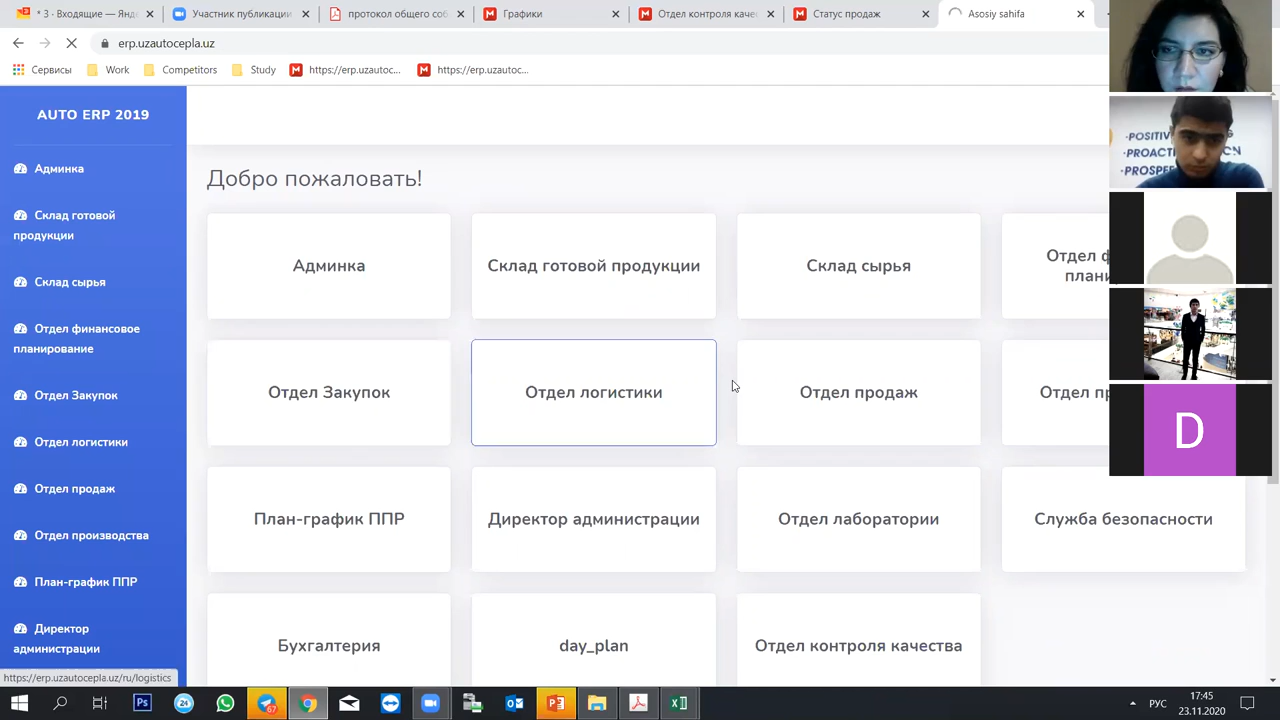 * 3 · Входящие — Янд
Участник публикации
протокол общего соб
Графики
Отдел контроля каче
Статус продаж
Asosiy sahifa
erp.uzautocepla.uz
Сервисы
Work
Competitors
Study
https://erp.uzautoc...
https://erp.uzautoc...
AUTO ERP 2019
Админка
Склад готовой
продукции
Склад сырья
Отдел финансовое
планирование
Отдел Закупок
Отдел логистики
Отдел продаж
Отдел производства
План-график ППР
Директор
администрации
https://erp.uzautocepla.uz/ru/logistics
Добро пожаловать!
Админка
Склад готовой продукции
Склад сырья
Отдел ф
плани
Отдел Закупок
Отдел логистики
Отдел продаж
Отдел пр
План-график ППР
Директор администрации
Отдел лаборатории
Служба безопасности
Бухгалтерия
day_plan
Отдел контроля качества
D
РУС
17:45
23.11.2020